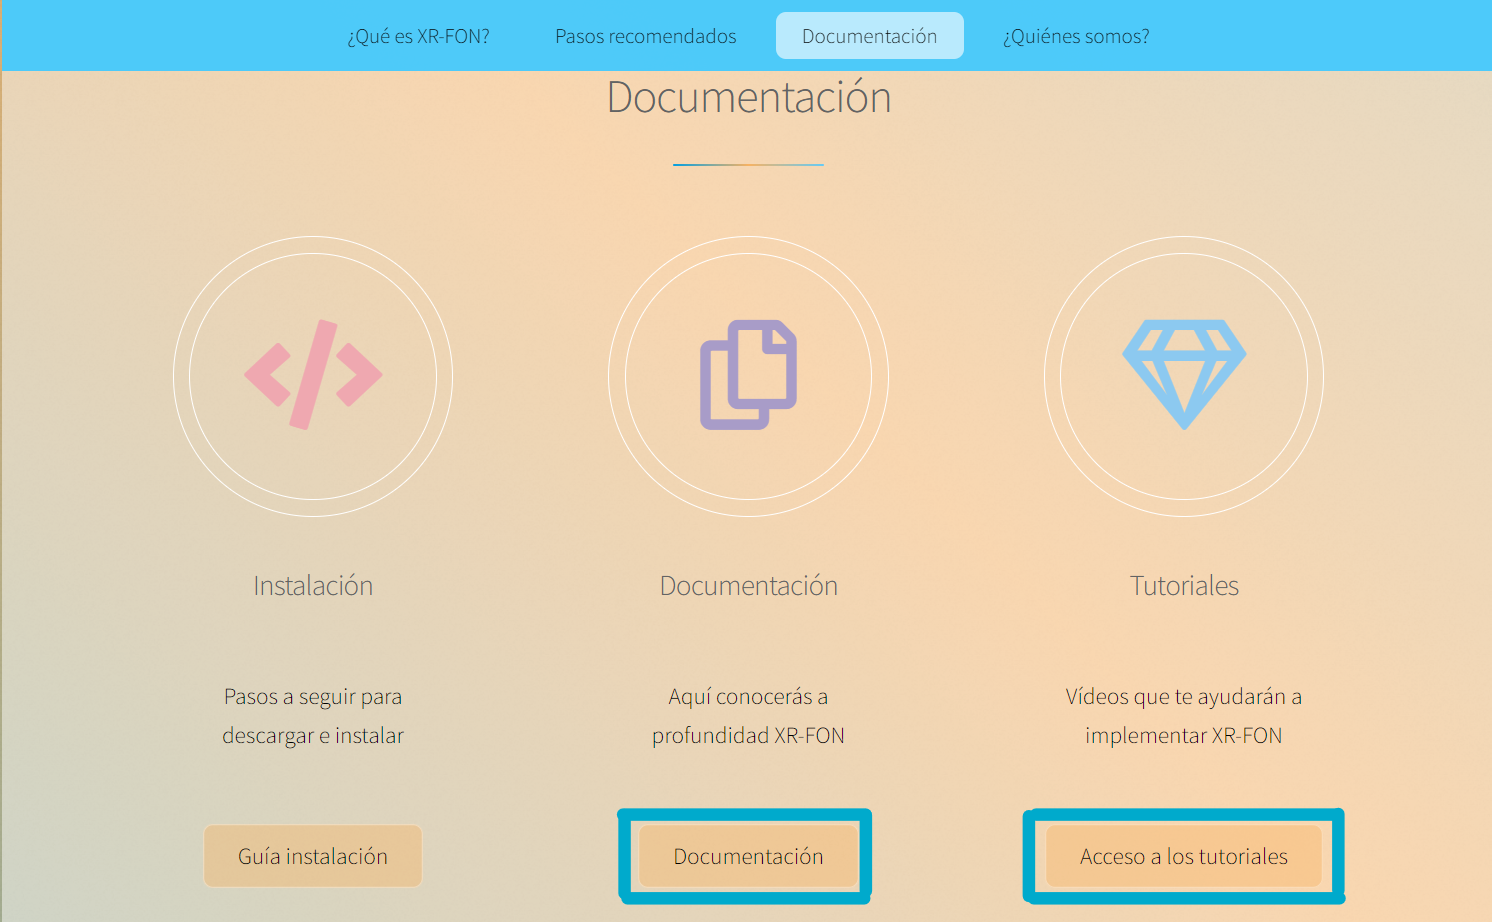 ¿Qué es XR-FON? Pasos recomendados Documentación ¿Quiénes somos?
Documentación
Instalación
Pasos a seguir para
descargar e instalar
Guía instalación
Documentación
Aquí conocerás a
profundidad XR-FON
Documentación
Tutoriales
Vídeos que te ayudarán a
implementar XR-FON
Acceso a los tutoriales